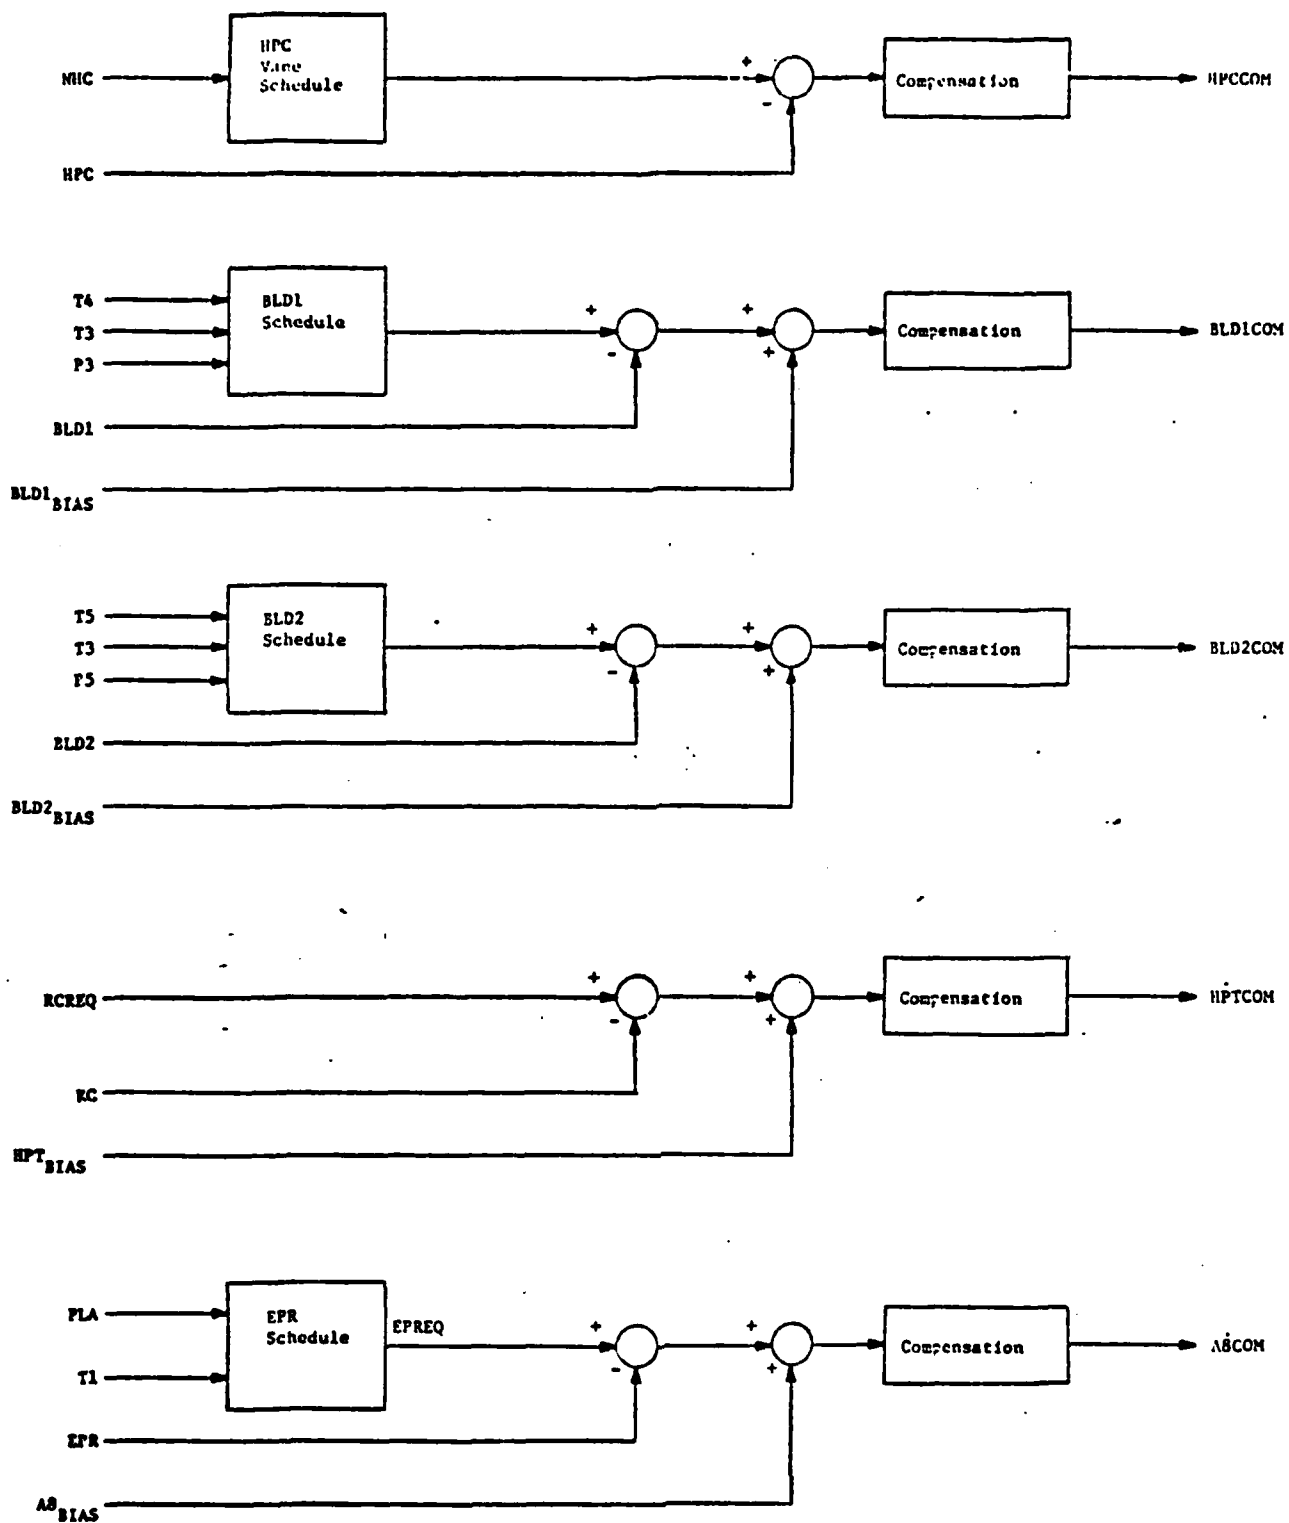 HPC
Vane
Schedule
NHC
+
-
Compensation
HPCCOM
HPC
T4
T3
P3
BLD1
Schedule
+
-
+
+
Compensation
BLD1COM
BLD1
BLD1BIAS
T5
T3
P5
BLD2
Schedule
+
-
+
+
Compensation
BLD2COM
BLD2
BLD2BIAS
RCREQ
+
-
+
+
Compensation
HPTCOM
RC
HPTBIAS
PLA
T1
EPR
Schedule
EPREQ
+
-
+
+
Compensation
A8COM
EPR
A8BIAS